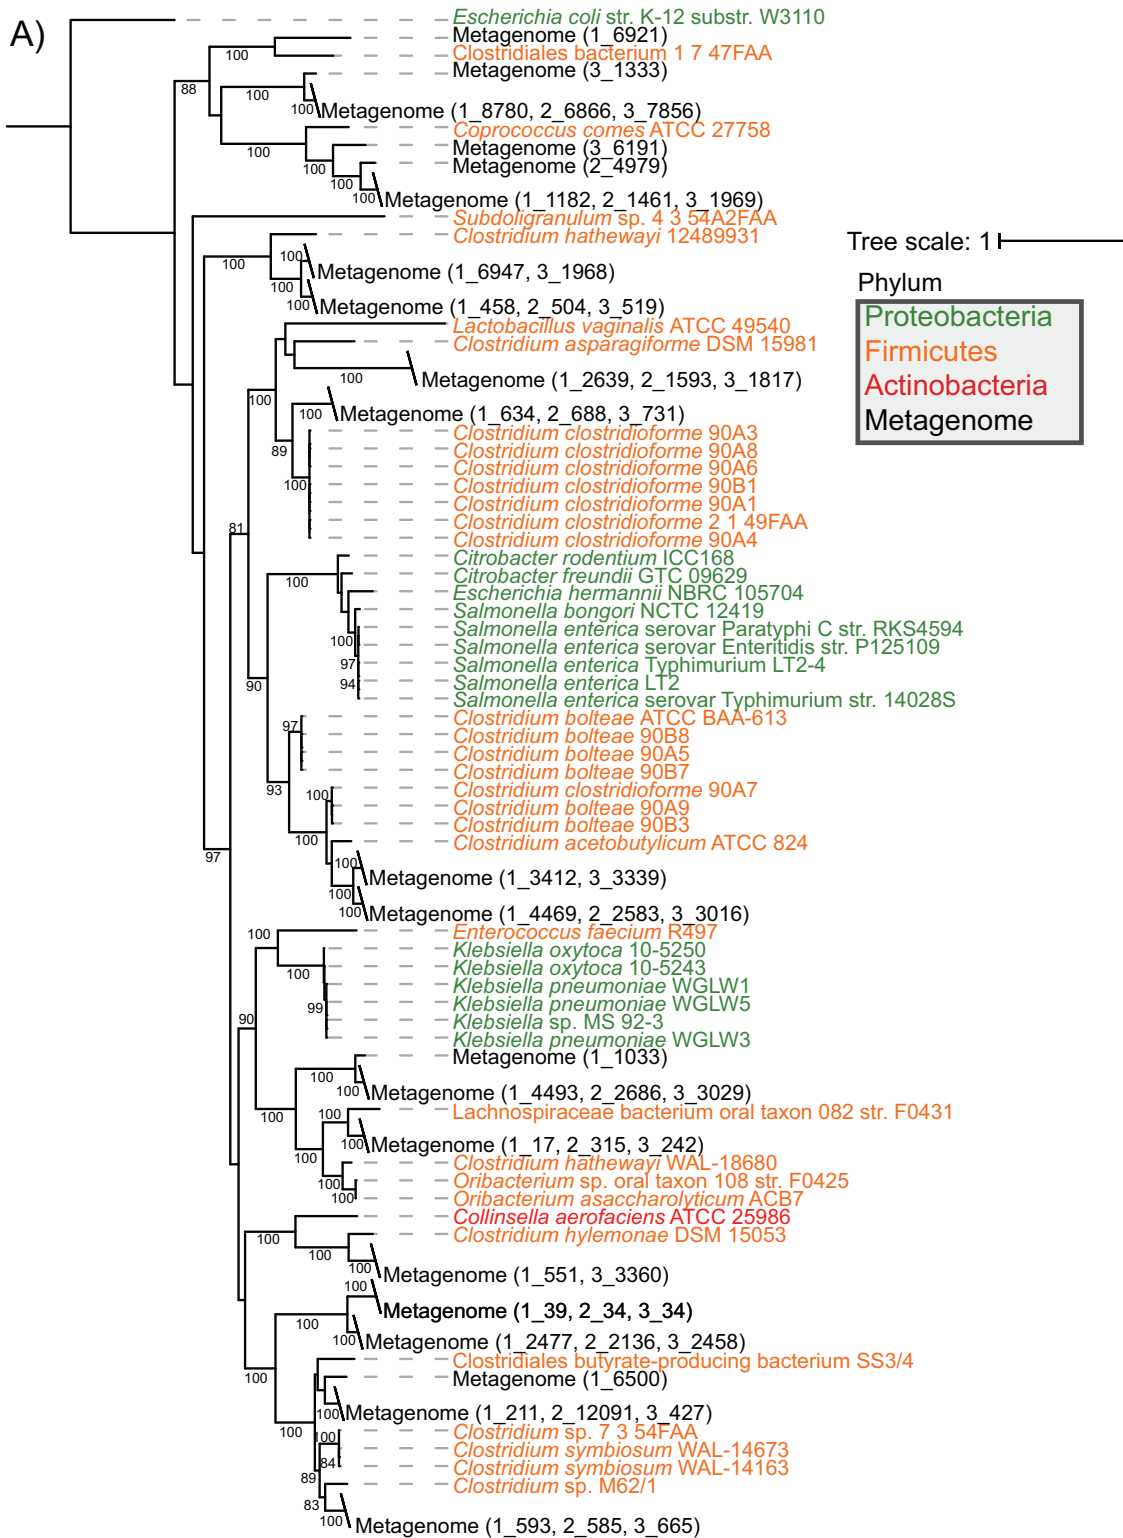 A)
Escherichia coli str. K-12 substr. W3110
Metagenome (1_6921)
100
Clostridiales bacterium 1 7 47FAA
Metagenome (3_1333)
88
100
100
Metagenome (1_8780, 2_6866, 3_7856)
Coprococcus comes ATCC 27758
100
Metagenome (3_6191)
100
Metagenome (2_4979)
100
100
Metagenome (1_1182, 2_1461, 3_1969)
Subdoligranulum sp. 4 3 54A2FAA
Clostridium hathewayi 12489931
Tree scale: 1
100
100
Metagenome (1_6947, 3_1968)
Phylum
100
Metagenome (1_458, 2_504, 3_519)
Proteobacteria
Lactobacillus vaginalis ATCC 49540
Clostridium asparagiforme DSM 15981
Firmicutes
100
Metagenome (1_2639, 2_1593, 3_1817)
Actinobacteria
100
100
Metagenome (1_634, 2_688, 3_731)
Metagenome
Clostridium clostridioforme 90A3
89
Clostridium clostridioforme 90A8
Clostridium clostridioforme 90A6
100
Clostridium clostridioforme 90B1
Clostridium clostridioforme 90A1
81
Clostridium clostridioforme 2 1 49FAA
Clostridium clostridioforme 90A4
Citrobacter rodentium ICC168
100
Citrobacter freundii GTC 09629
Escherichia hermannii NBRC 105704
Salmonella bongori NCTC 12419
Salmonella enterica serovar Paratyphi C str. RKS4594
100
Salmonella enterica serovar Enteritidis str. P125109
97
Salmonella enterica Typhimurium LT2-4
90
94
Salmonella enterica LT2
Salmonella enterica serovar Typhimurium str. 14028S
97
Clostridium bolteae ATCC BAA-613
Clostridium bolteae 90B8
Clostridium bolteae 90A5
Clostridium bolteae 90B7
93
Clostridium clostridioforme 90A7
100
Clostridium bolteae 90A9
Clostridium bolteae 90B3
100
Clostridium acetobutylicum ATCC 824
97
100
Metagenome (1_3412, 3_3339)
100
100
Metagenome (1_4469, 2_2583, 3_3016)
100
Enterococcus faecium R497
Klebsiella oxytoca 10-5250
100
Klebsiella oxytoca 10-5243
Klebsiella pneumoniae WGLW1
99
Klebsiella pneumoniae WGLW5
90
Klebsiella sp. MS 92-3
Klebsiella pneumoniae WGLW3
Metagenome (1_1033)
100
100
Metagenome (1_4493, 2_2686, 3_3029)
100
100
Lachnospiraceae bacterium oral taxon 082 str. F0431
100
Metagenome (1_17, 2_315, 3_242)
100
Clostridium hathewayi WAL-18680
100
Oribacterium sp. oral taxon 108 str. F0425
100
Oribacterium asaccharolyticum ACB7
Collinsella aerofaciens ATCC 25986
100
Clostridium hylemonae DSM 15053
100
100
Metagenome (1_551, 3_3360)
100
Metagenome (1_39, 2_34, 3_34)
100
100
Metagenome (1_2477, 2_2136, 3_2458)
Clostridiales butyrate-producing bacterium SS3/4
100
Metagenome (1_6500)
100
Metagenome (1_211, 2_12091, 3_427)
100
100
Clostridium sp. 7 3 54FAA
Clostridium symbiosum WAL-14673
84
Clostridium symbiosum WAL-14163
89
Clostridium sp. M62/1
83
100
Metagenome (1_593, 2_585, 3_665)